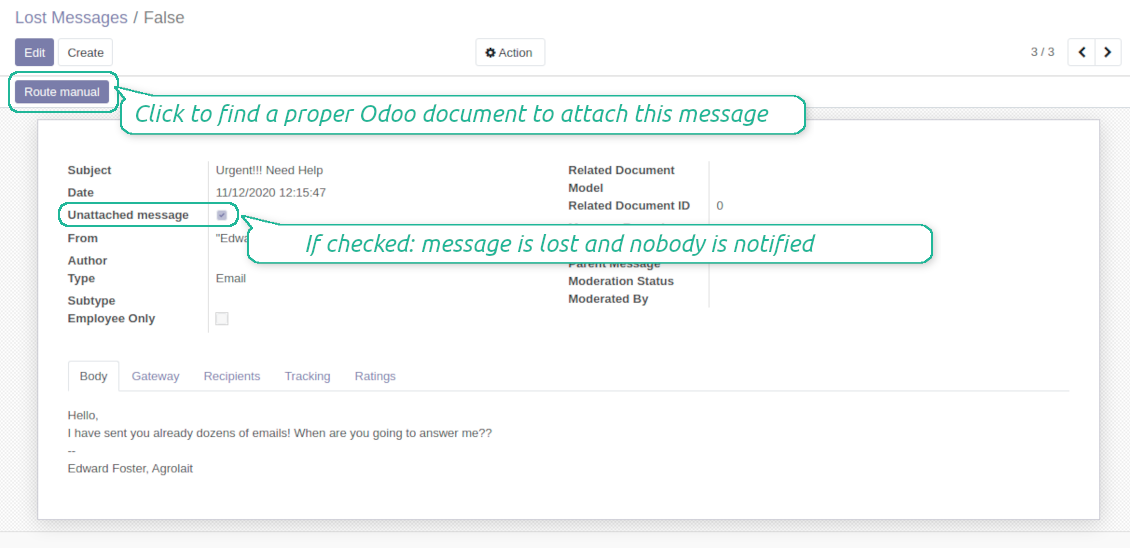 Lost Messages / False
Edit Create Action 3 / 3
Route manual
Click to find a proper Odoo document to attach this message
Subject Urgent!!! Need Help
Date 11/12/2020 12:15:47
Unattached message
From "Edwa
Author
Type Email
Subtype
Employee Only
Related Document
Model
Related Document ID 0
If checked: message is lost and nobody is notified
Parent Message
Moderation Status
Moderated By
Body Gateway Recipients Tracking Ratings
Hello,
I have sent you already dozens of emails! When are you going to answer me??
--
Edward Foster, Agrolait